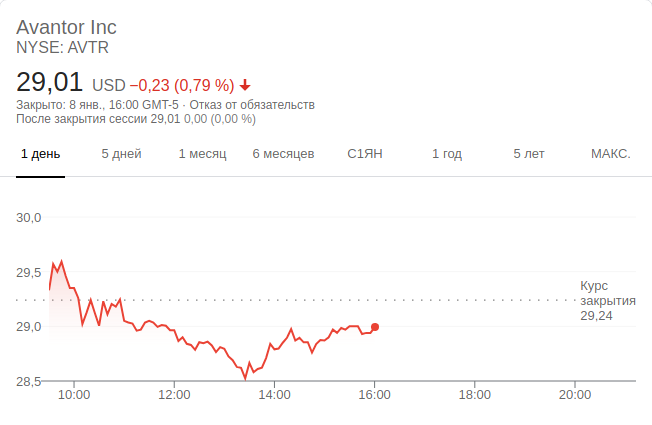 Avantor Inc
NYSE: AVTR
29,01 USD −0,23 (0,79 %)
Закрыто: 8 янв., 16:00 GMT-5 · Отказ от обязательств
После закрытия сессии 29,01 0,00 (0,00 %)
1 день 5 дней 1 месяц 6 месяцев С1ЯН 1 год 5 лет МАКС.
30,0
29,5
Курс
закрытия
29,24
29,0
28,5
10:00 12:00 14:00 16:00 18:00 20:00